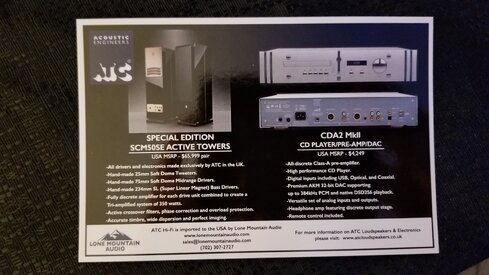 ACOUSTIC
ENGINEERS
ATC
SPECIAL EDITION
SCM50SE ACTIVE TOWERS
USA MSRP - $65,999 pair
-All drivers and electronics made exclusively by ATC in the UK.
-Hand-made 25mm Soft Dome Tweeters.
-Hand-made 75mm Soft Dome Midrange Drivers.
-Hand-made 234mm SL (Super Linear Magnet) Bass Drivers.
-Fully discrete amplifier for each drive unit combined to create a
Tri-amplified system of 350 watts.
-Active crossover filters, phase correction and overload protection.
-Accurate timbre, wide dispersion and perfect imaging.
CDA2 MkII
CD PLAYER/PRE-AMP/DAC
USA MSRP - $4,249
-All-discrete Class-A pre-amplifier.
-High performance CD Player.
-Digital inputs including USB, Optical, and Coaxial.
-Premium AKM 32-bit DAC supporting
up to 384kHz PCM and native DSD256 playback.
-Versatile set of analog inputs and outputs.
-Headphone amp featuring discrete output stage.
-Remote control included.
LONE MOUNTAIN
AUDIO
ATC Hi-Fi is imported to the USA by Lone Mountain Audio
www.lonemountainaudio.com
sales@lonemountainaudio.com
(702) 307-2727
For more information on ATC Loudspeakers & Electronics
please visit: www.atcloudspeakers.co.uk